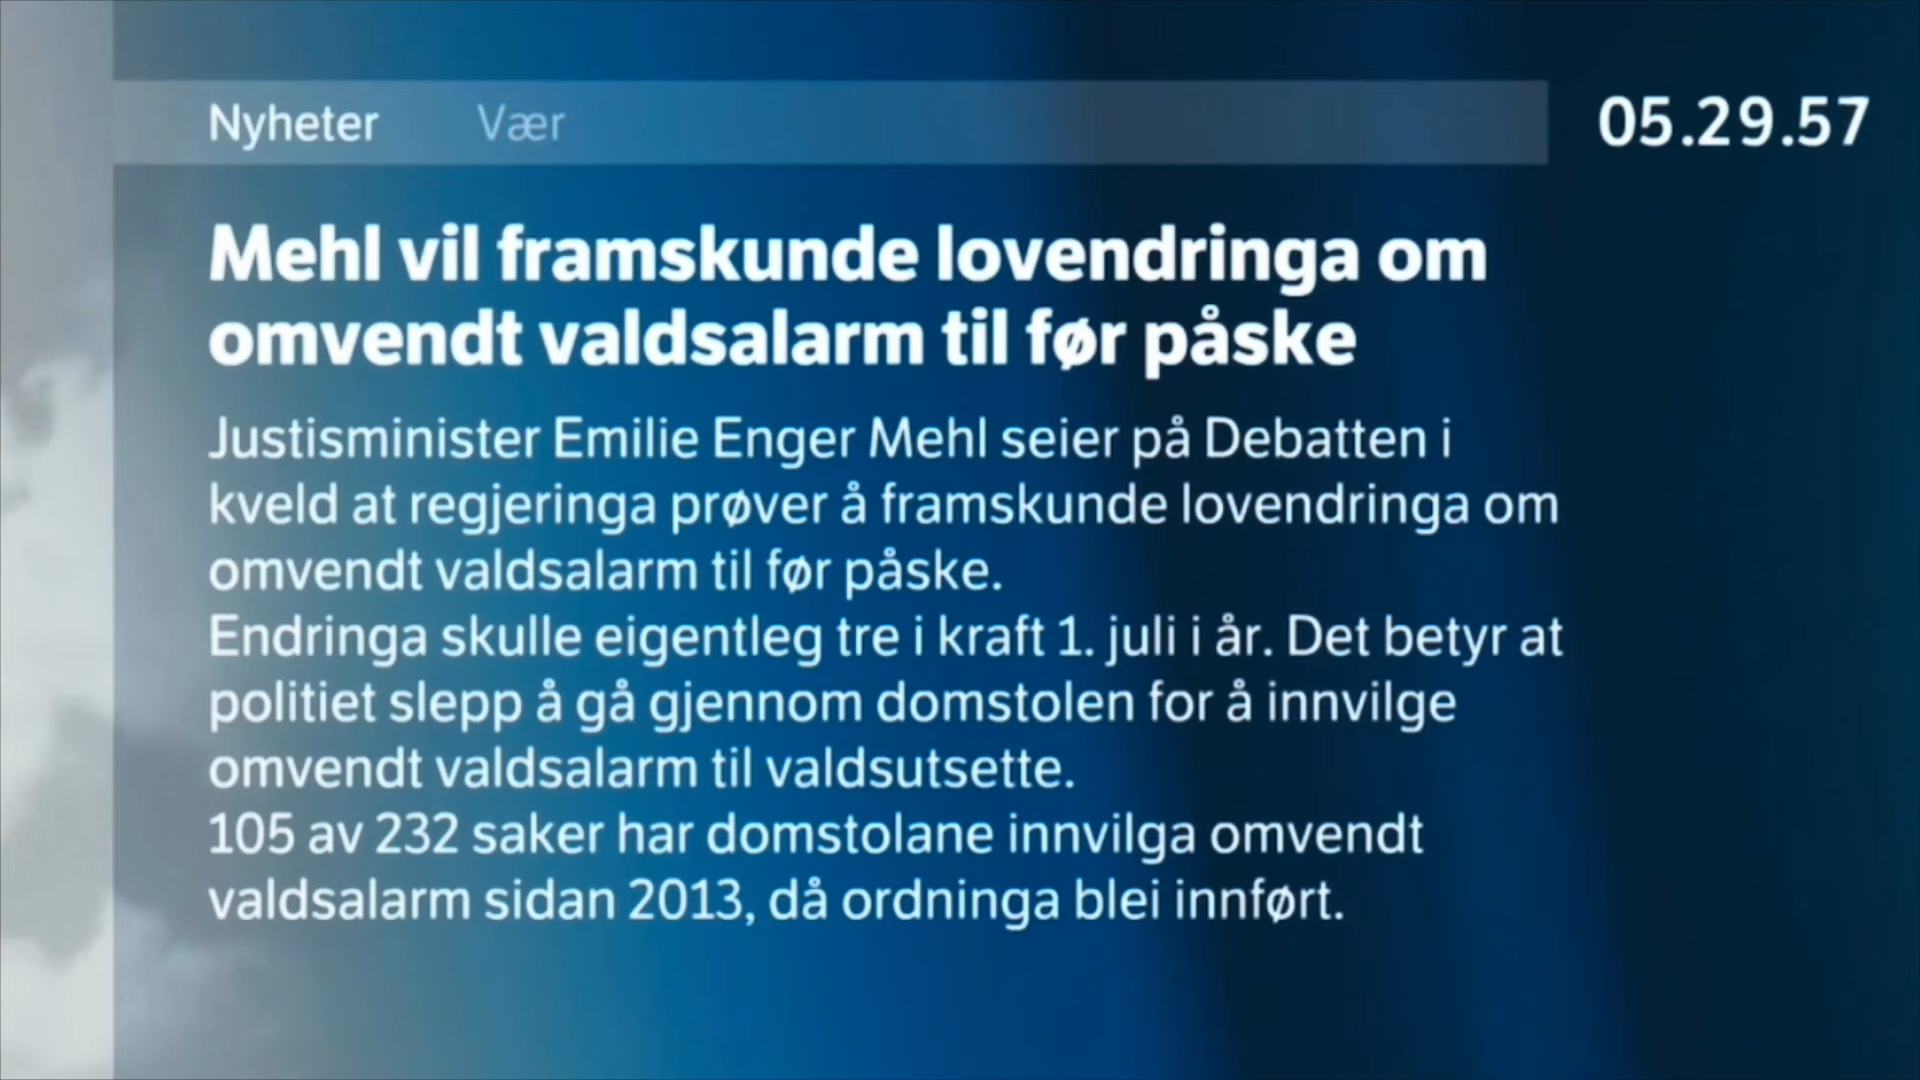 Nyheter Vær 05.29.57
Mehl vil framskunde lovendringa om
omvendt valdsalarm til før påske
Justisminister Emilie Enger Mehl seier på Debatten i
kveld at regjeringa prøver å framskunde lovendringa om
omvendt valdsalarm til før påske.
Endringa skulle eigentleg tre i kraft 1. juli i år. Det betyr at
politiet slepp å gå gjennom domstolen for å innvilge
omvendt valdsalarm til valdsutsette.
105 av 232 saker har domstolane innvilga omvendt
valdsalarm sidan 2013, då ordninga blei innført.